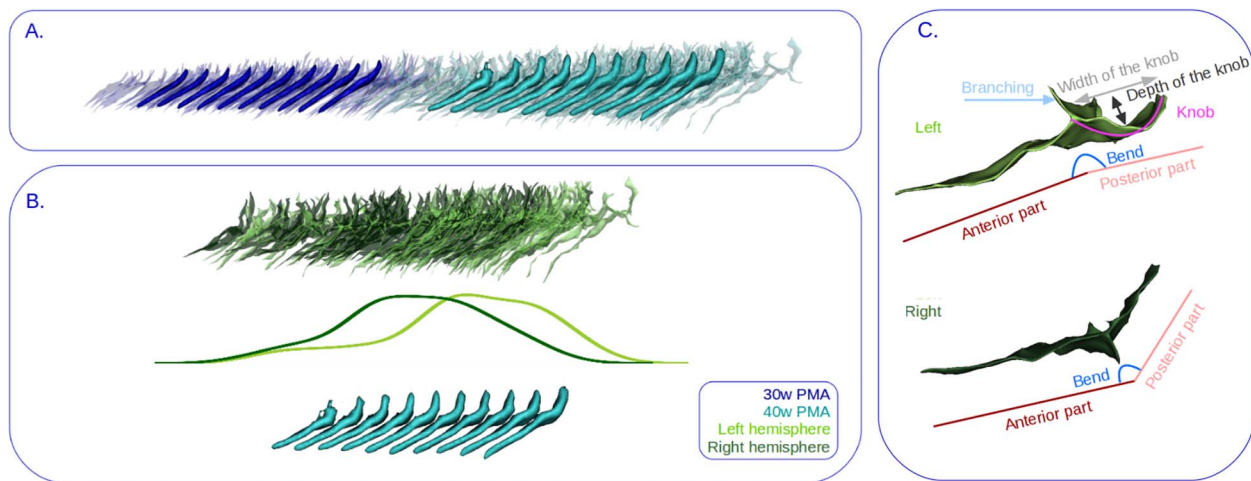 A.
B.
30w PMA
40w PMA
Left hemisphere
Right hemisphere
C.
Width of the knob
Depth of the knob
Branching
Knob
Left
Bend
Posterior part
Anterior part
Right
Bend
Posterior part
Anterior part